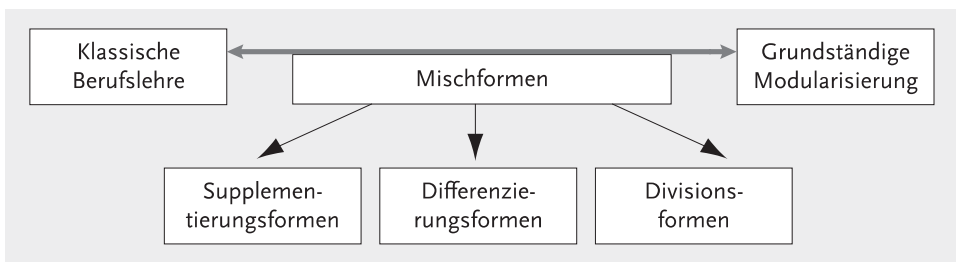 Klassische
Berufslehre
Mischformen
Grundständige
Modularisierung
Supplemen-
tierungsformen
Differenzie-
rungsformen
Divisions-
formen